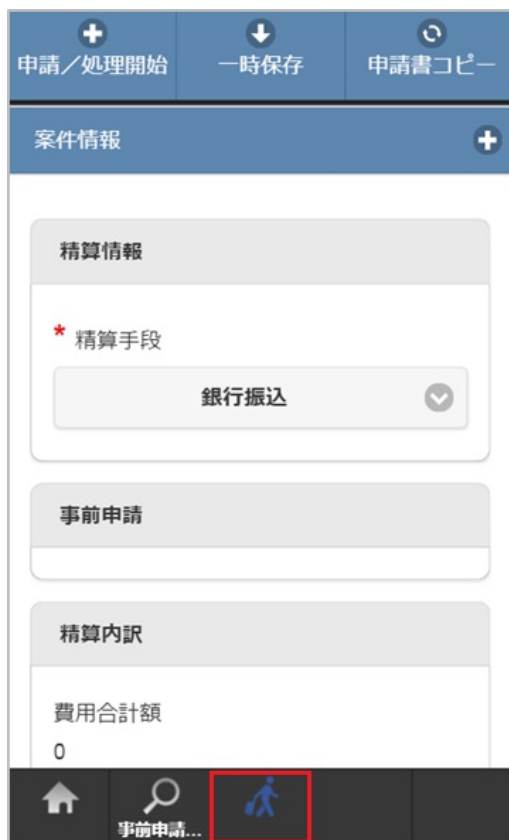 申請／処理開始
一時保存
申請書コピー
案件情報
精算情報
* 精算手段
銀行振込
事前申請
精算内訳
費用合計額
0
事前申請...